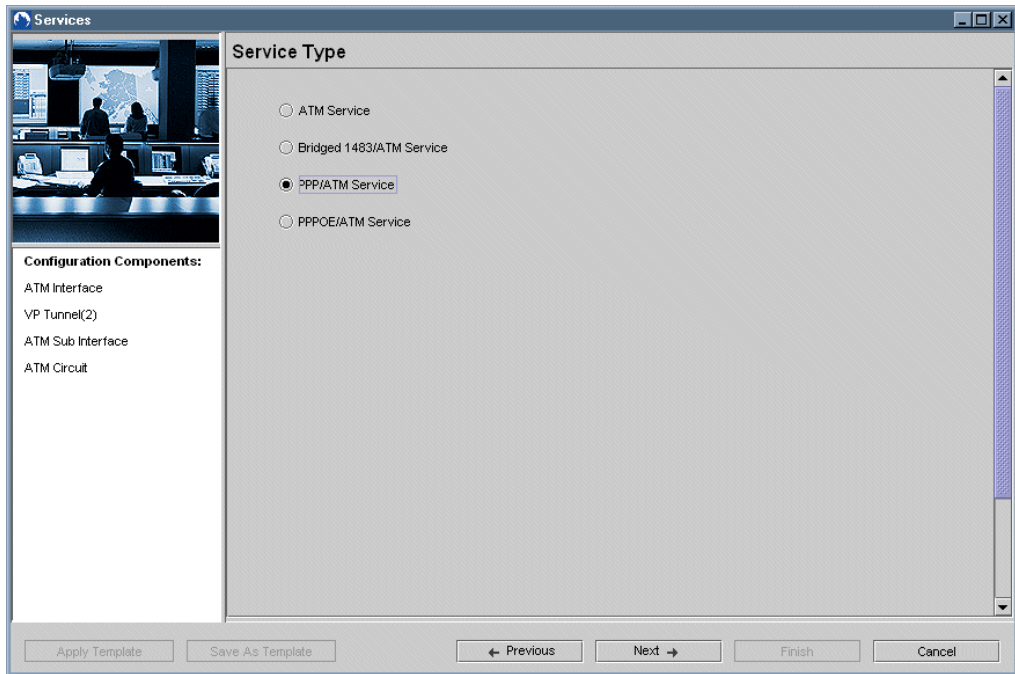 Services
Service Type
ATM Service
Bridged 1483/ATM Service
PPP/ATM Service
PPPOE/ATM Service
Configuration Components:
ATM Interface
VP Tunnel(2)
ATM Sub Interface
ATM Circuit
Apply Template
Save As Template
Previous
Next
Finish
Cancel